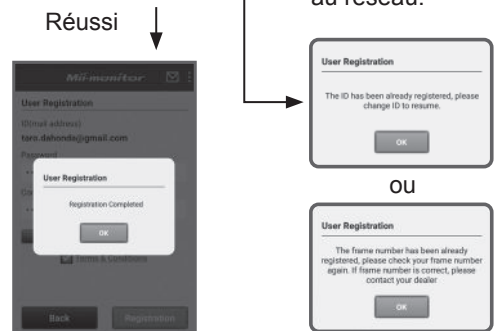 au réseau.
Réussi
Mii-monitor
User Registration
ID(mail address)
toro.dahonda@gmail.com
Password
User Registration
Registration Completed
OK
Terms & Conditions
Back
Registration
User Registration
The ID has been already registered, please
change ID to resume.
OK
ou
User Registration
The frame number has been already
registered, please check your frame number
again. If frame number is correct, please
contact your dealer
OK